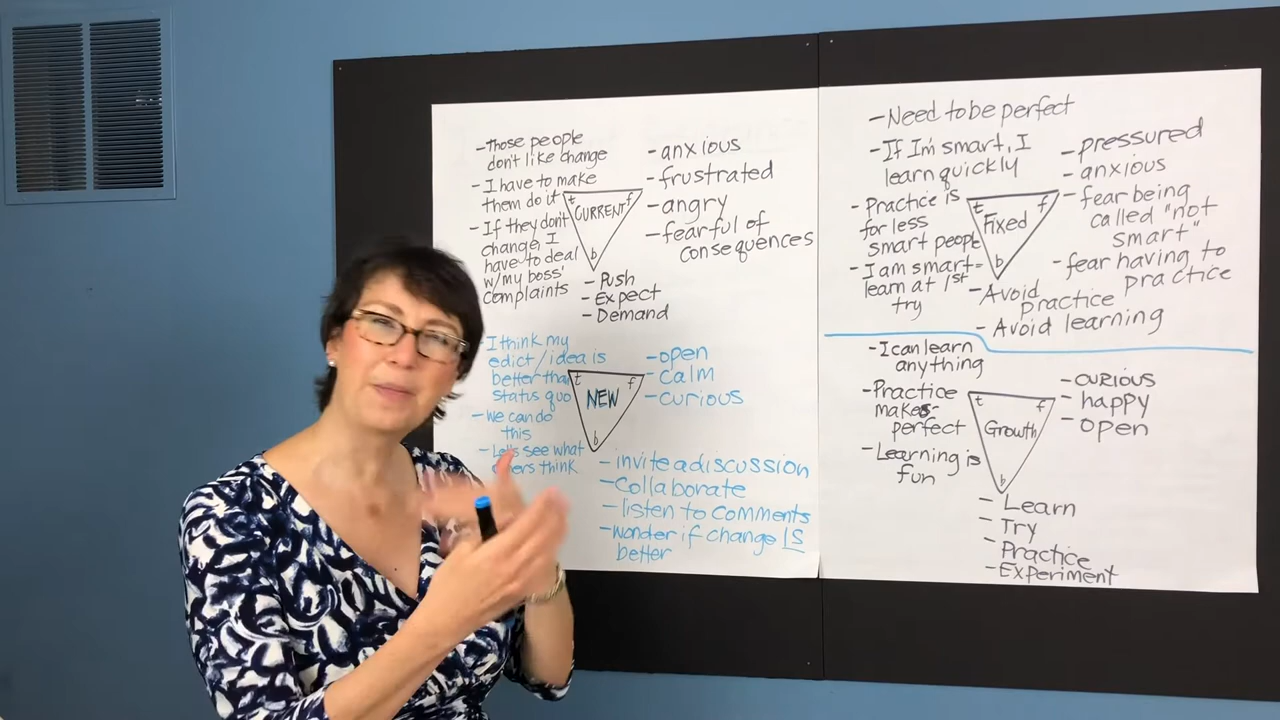 -Those people
don't like change
- I have to make
them do it
- If they don't
change, I
have to deal
w/my boss'
complaints
t
f
CURRENT
b
- anxious
- frustrated
- angry
- fearful of
consequences
- Push
- Expect
- Demand
- I think my
edict/idea is
better than
status quo
- we can do
this
- Let's see what
others think
t
f
NEW
b
- open
- calm
- curious
- invite a discussion
- Collaborate
- listen to comments
- wonder if change IS
better
- Need to be perfect
- If I'm smart, I
learn quickly
- Practice is
for less
smart people
- I am smart=
learn at 1st
try
t
f
Fixed
b
- pressured
- anxious
- fear being
called "not
smart"
- fear having to
practice
- Avoid
practice
- Avoid learning
- I can learn
anything
- Practice
makes
perfect
- Learning is
fun
t
f
Growth
b
- curious
- happy
- open
- Learn
- Try
- Practice
- Experiment